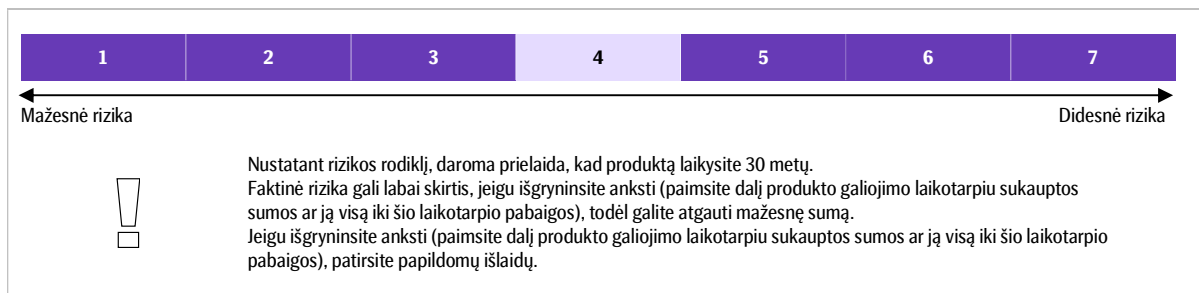 1 2 3 4 5 6 7
Mažesnė rizika Didesnė rizika
Nustatant rizikos rodiklį, daroma prielaida, kad produktą laikysite 30 metų.
Faktinė rizika gali labai skirtis, jeigu išgryninsite anksti (paimsite dalį produkto galiojimo laikotarpiu sukauptos
sumos ar ją visą iki šio laikotarpio pabaigos), todėl galite atgauti mažesnę sumą.
Jeigu išgryninsite anksti (paimsite dalį produkto galiojimo laikotarpiu sukauptos sumos ar ją visą iki šio laikotarpio
pabaigos), patirsite papildomų išlaidų.